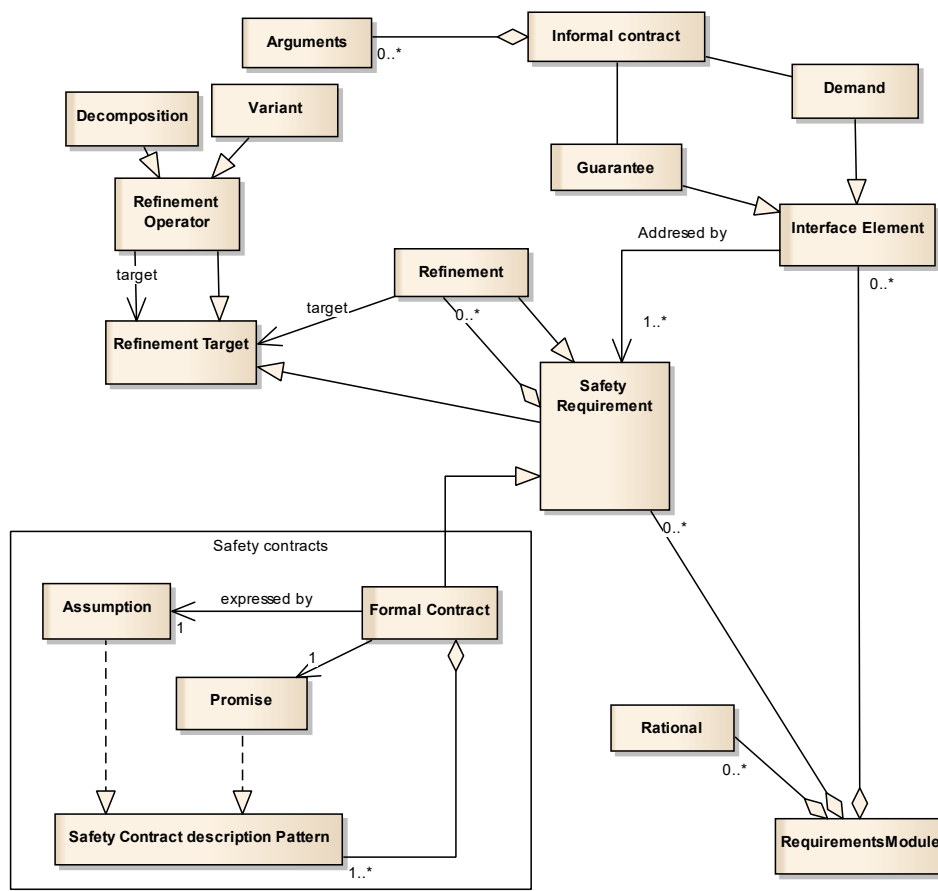 Arguments
0..*
Informal contract
Demand
Decomposition
Variant
Guarantee
Refinement
Operator
Interface Element
Addresed by
0..*
target
Refinement
target
0..*
1..*
Refinement Target
Safety
Requirement
0..*
Safety contracts
Assumption
expressed by
1
Formal Contract
1
Promise
Rational
0..*
Safety Contract description Pattern
1..*
RequirementsModule